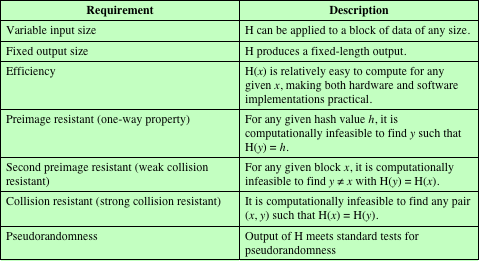 Requirement Description
Variable input size H can be applied to a block of data of any size.
Fixed output size H produces a fixed-length output.
Efficiency H(x) is relatively easy to compute for any
given x, making both hardware and software
implementations practical.
Preimage resistant (one-way property) For any given hash value h, it is
computationally infeasible to find y such that
H(y) = h.
Second preimage resistant (weak collision
resistant)
For any given block x, it is computationally
infeasible to find y ≠ x with H(y) = H(x).
Collision resistant (strong collision resistant) It is computationally infeasible to find any pair
(x, y) such that H(x) = H(y).
Pseudorandomness Output of H meets standard tests for
pseudorandomness